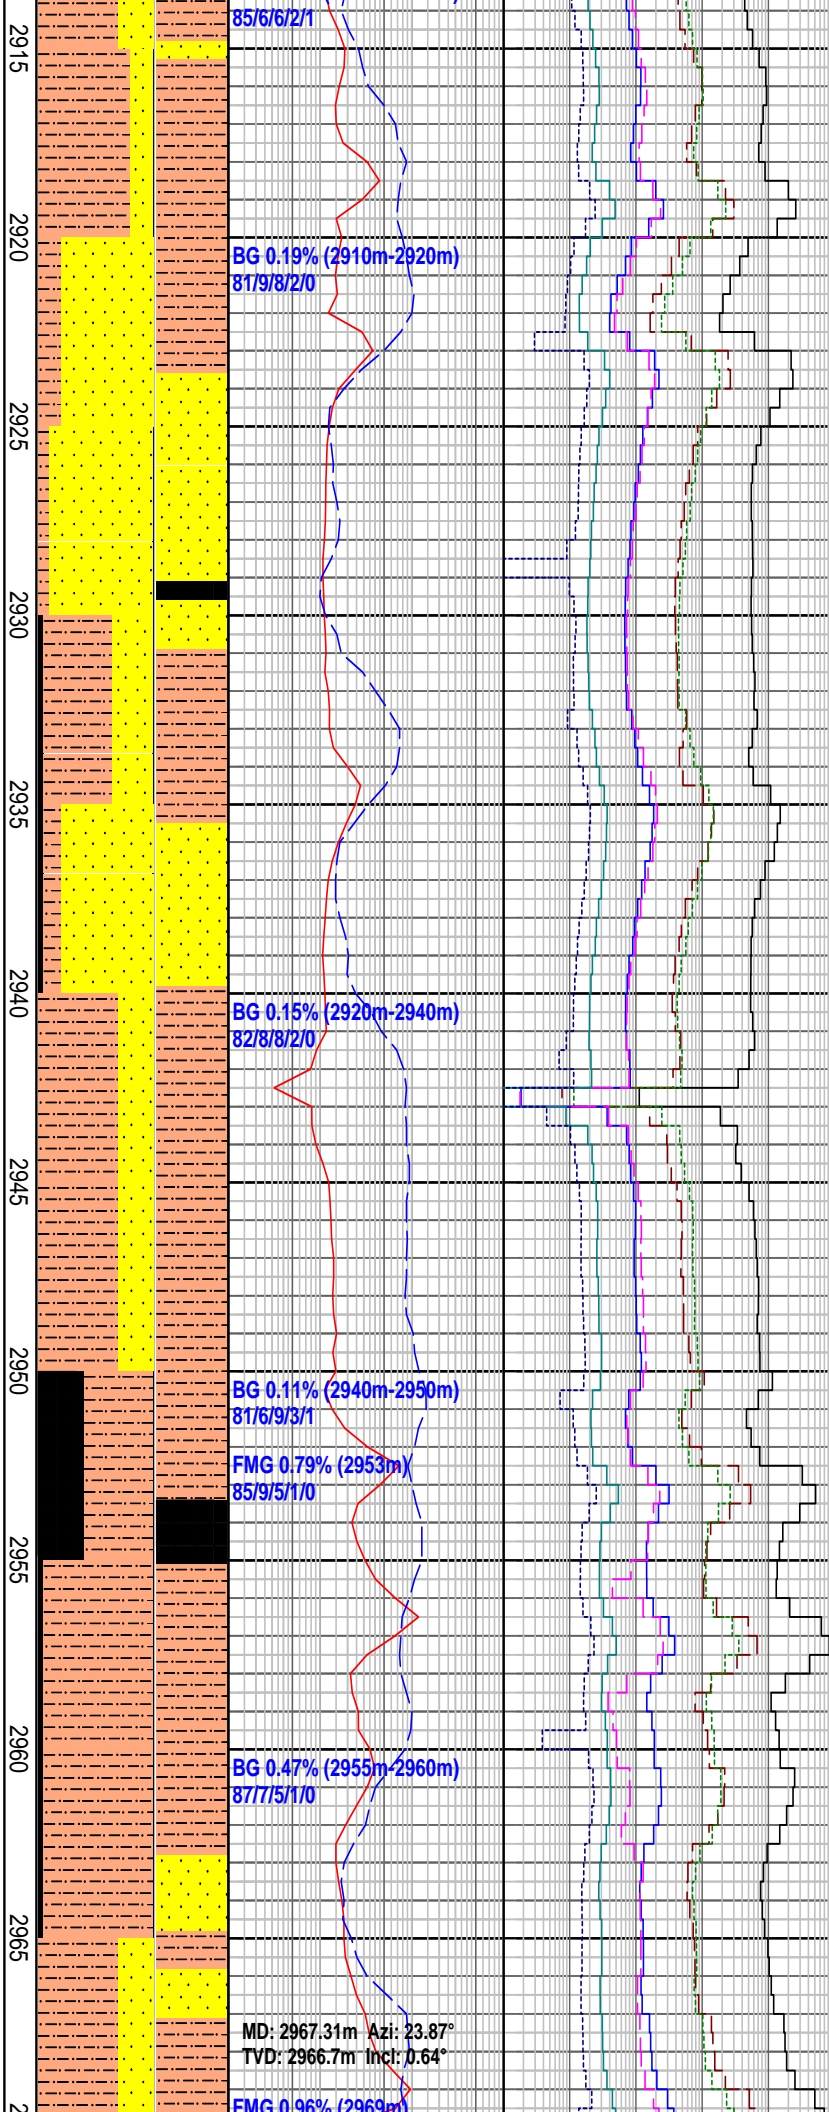 85/6/6/2/1
2915
2920
BG 0.19% (2910m-2920m)
81/9/8/2/0
2925
2930
2935
2940
BG 0.15% (2920m-2940m)
82/8/8/2/0
2945
2950
BG 0.11% (2940m-2950m)
81/6/9/3/1
FMG 0.79% (2953m)
85/9/5/1/0
2955
2960
BG 0.47% (2955m-2960m)
87/7/5/1/0
2965
MD: 2967.31m Azi: 23.87°
TVD: 2966.7m Incl: 0.64°
FMG 0.96% (2969m)